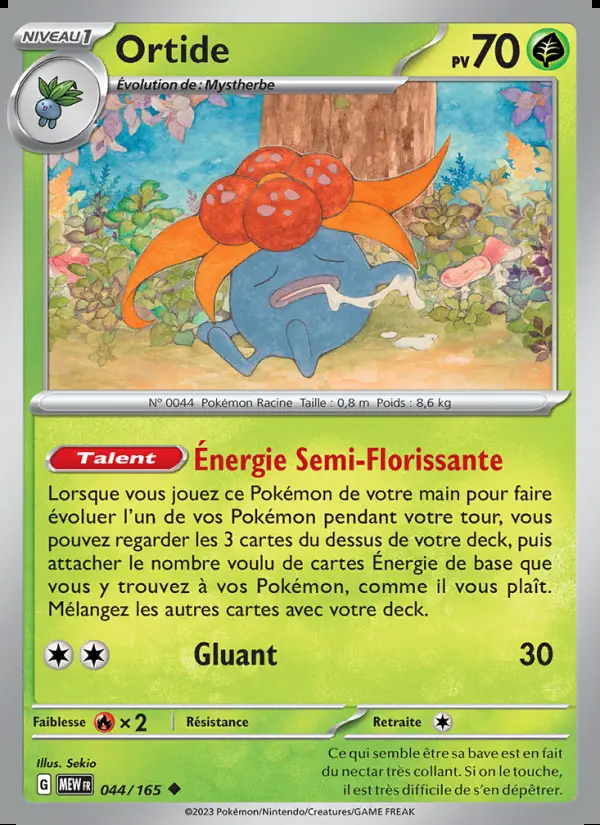 NIVEAU 1
Ortide
PV 70
Évolution de : Mystherbe
N° 0044 Pokémon Racine Taille : 0,8 m Poids : 8,6 kg
Talent Énergie Semi-Florissante
Lorsque vous jouez ce Pokémon de votre main pour faire
évoluer l'un de vos Pokémon pendant votre tour, vous
pouvez regarder les 3 cartes du dessus de votre deck, puis
attacher le nombre voulu de cartes Énergie de base que
vous y trouvez à vos Pokémon, comme il vous plaît.
Mélangez les autres cartes avec votre deck.
Gluant 30
Faiblesse ×2 Résistance Retraite
Illus. Sekio
G MEW FR 044/165
Ce qui semble être sa bave est en fait
du nectar très collant. Si on le touche,
il est très difficile de s'en dépêtrer.
©2023 Pokémon/Nintendo/Creatures/GAME FREAK